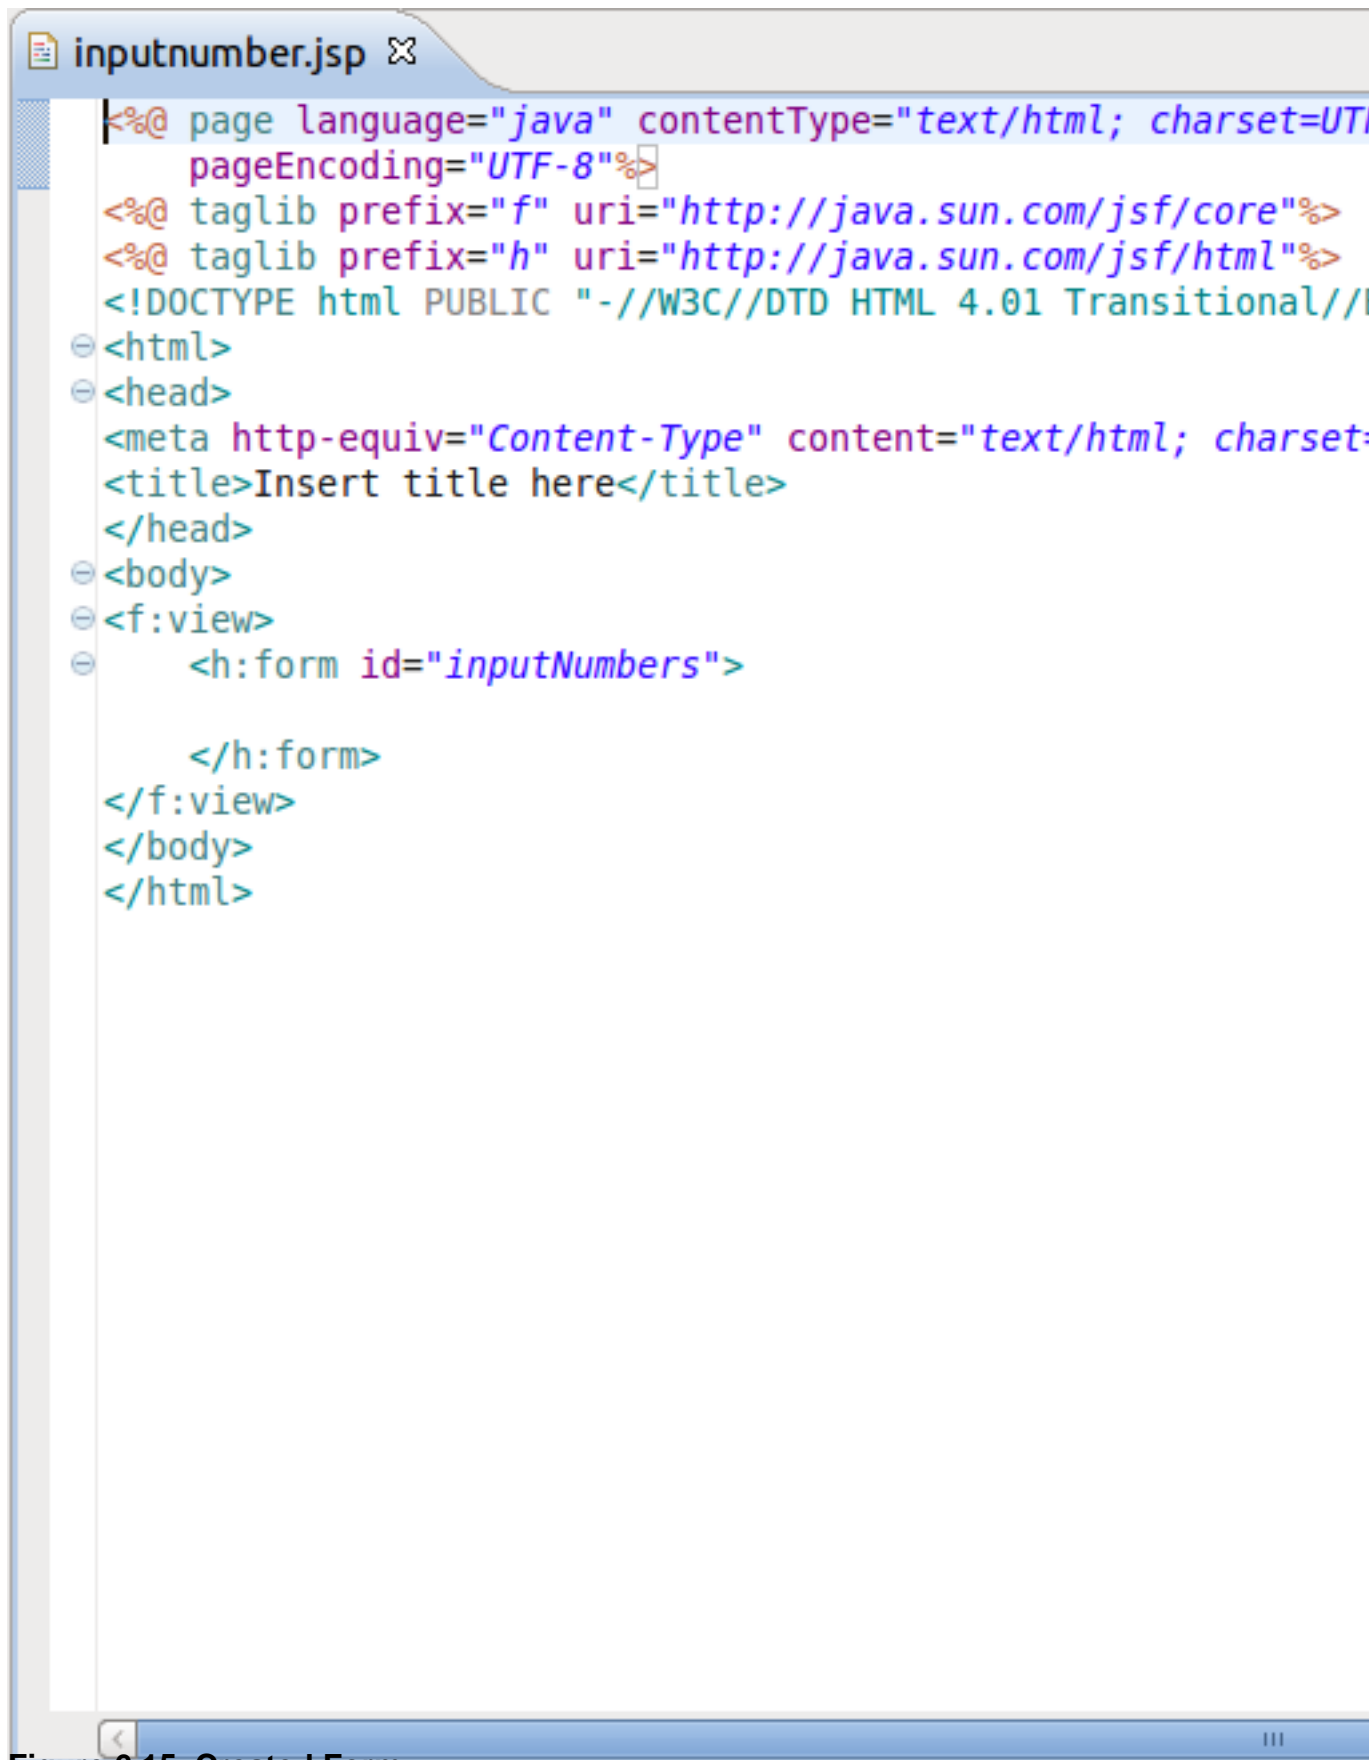 inputnumber.jsp
<%@ page language="java" contentType="text/html; charset=UT
pageEncoding="UTF-8"%>
<%@ taglib prefix="f" uri="http://java.sun.com/jsf/core"%>
<%@ taglib prefix="h" uri="http://java.sun.com/jsf/html"%>
<!DOCTYPE html PUBLIC "-//W3C//DTD HTML 4.01 Transitional//
<html>
<head>
<meta http-equiv="Content-Type" content="text/html; charset=
<title>Insert title here</title>
</head>
<body>
<f:view>
<h:form id="inputNumbers">
</h:form>
</f:view>
</body>
</html>
Created Form